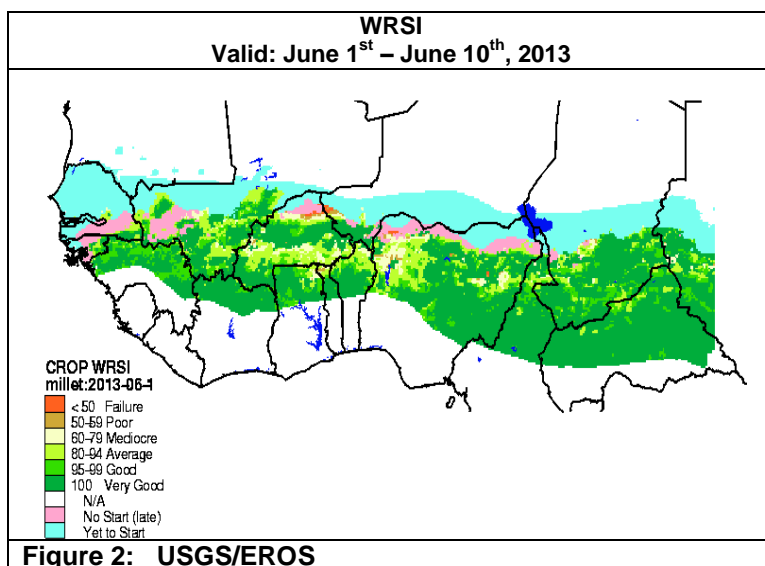 WRSI
Valid: June 1st – June 10th, 2013
CROP WRSI
millet:2013-06-1
<50 Failure
50-59 Poor
60-79 Mediocre
80-94 Average
95-99 Good
100 Very Good
N/A
No Start (late)
Yet to Start
Figure 2: USGS/EROS